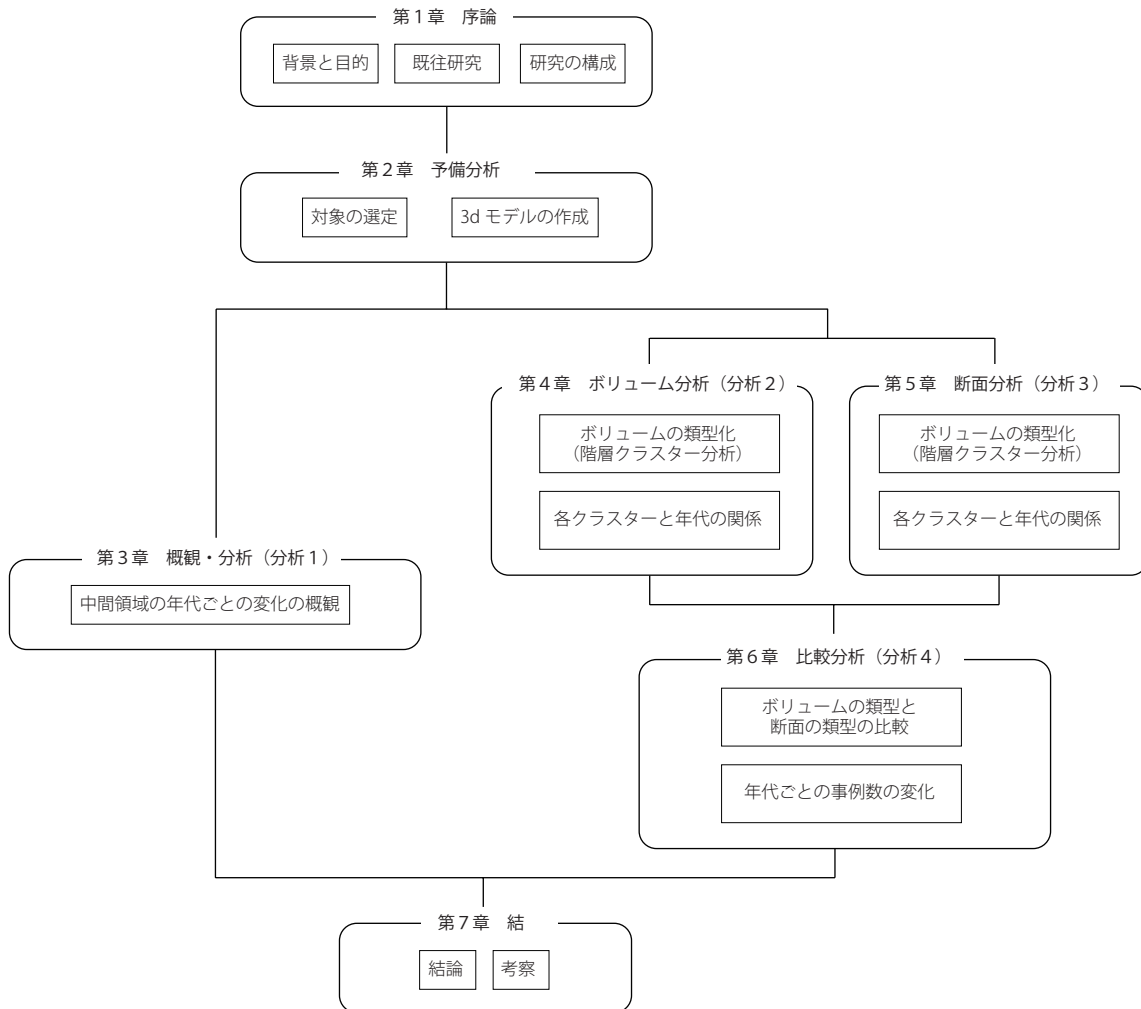 第1章　序論
背景と目的
既往研究
研究の構成
第2章　予備分析
対象の選定
3d モデルの作成
第3章　概観・分析（分析1）
中間領域の年代ごとの変化の概観
第4章　ボリューム分析（分析2）
ボリュームの類型化
（階層クラスター分析）
各クラスターと年代の関係
第5章　断面分析（分析3）
ボリュームの類型化
（階層クラスター分析）
各クラスターと年代の関係
第6章　比較分析（分析4）
ボリュームの類型と
断面の類型の比較
年代ごとの事例数の変化
第7章　結
結論
考察